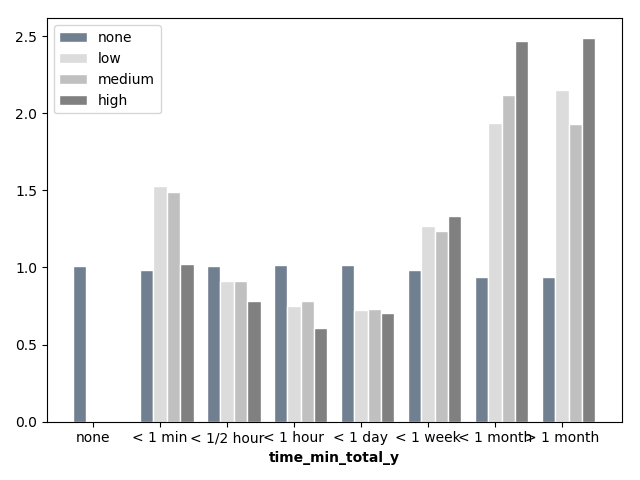 none
low
medium
high
2.5
2.0
1.5
1.0
0.5
0.0
none < 1 min < 1/2 hour < 1 hour < 1 day < 1 week < 1 month > 1 month
time_min_total_y